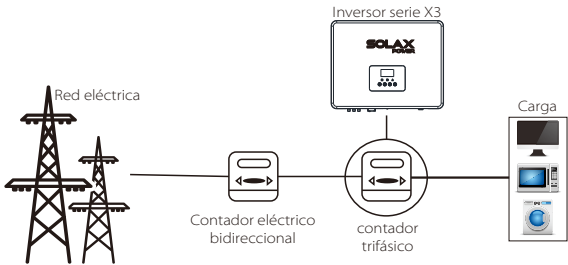 Inversor serie X3
SOLAX
POWER
Red eléctrica
Carga
Contador eléctrico
bidireccional
contador
trifásico